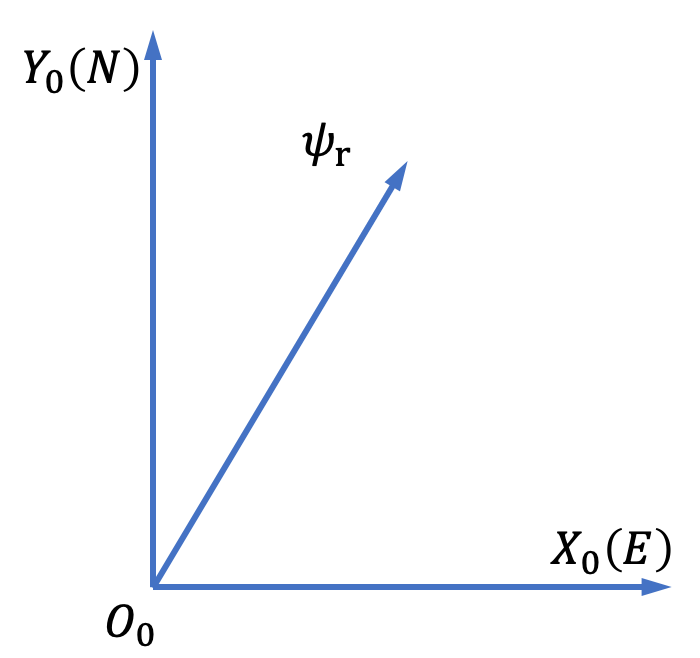 Y₀(N)
ψᵣ
X₀(E)
O₀